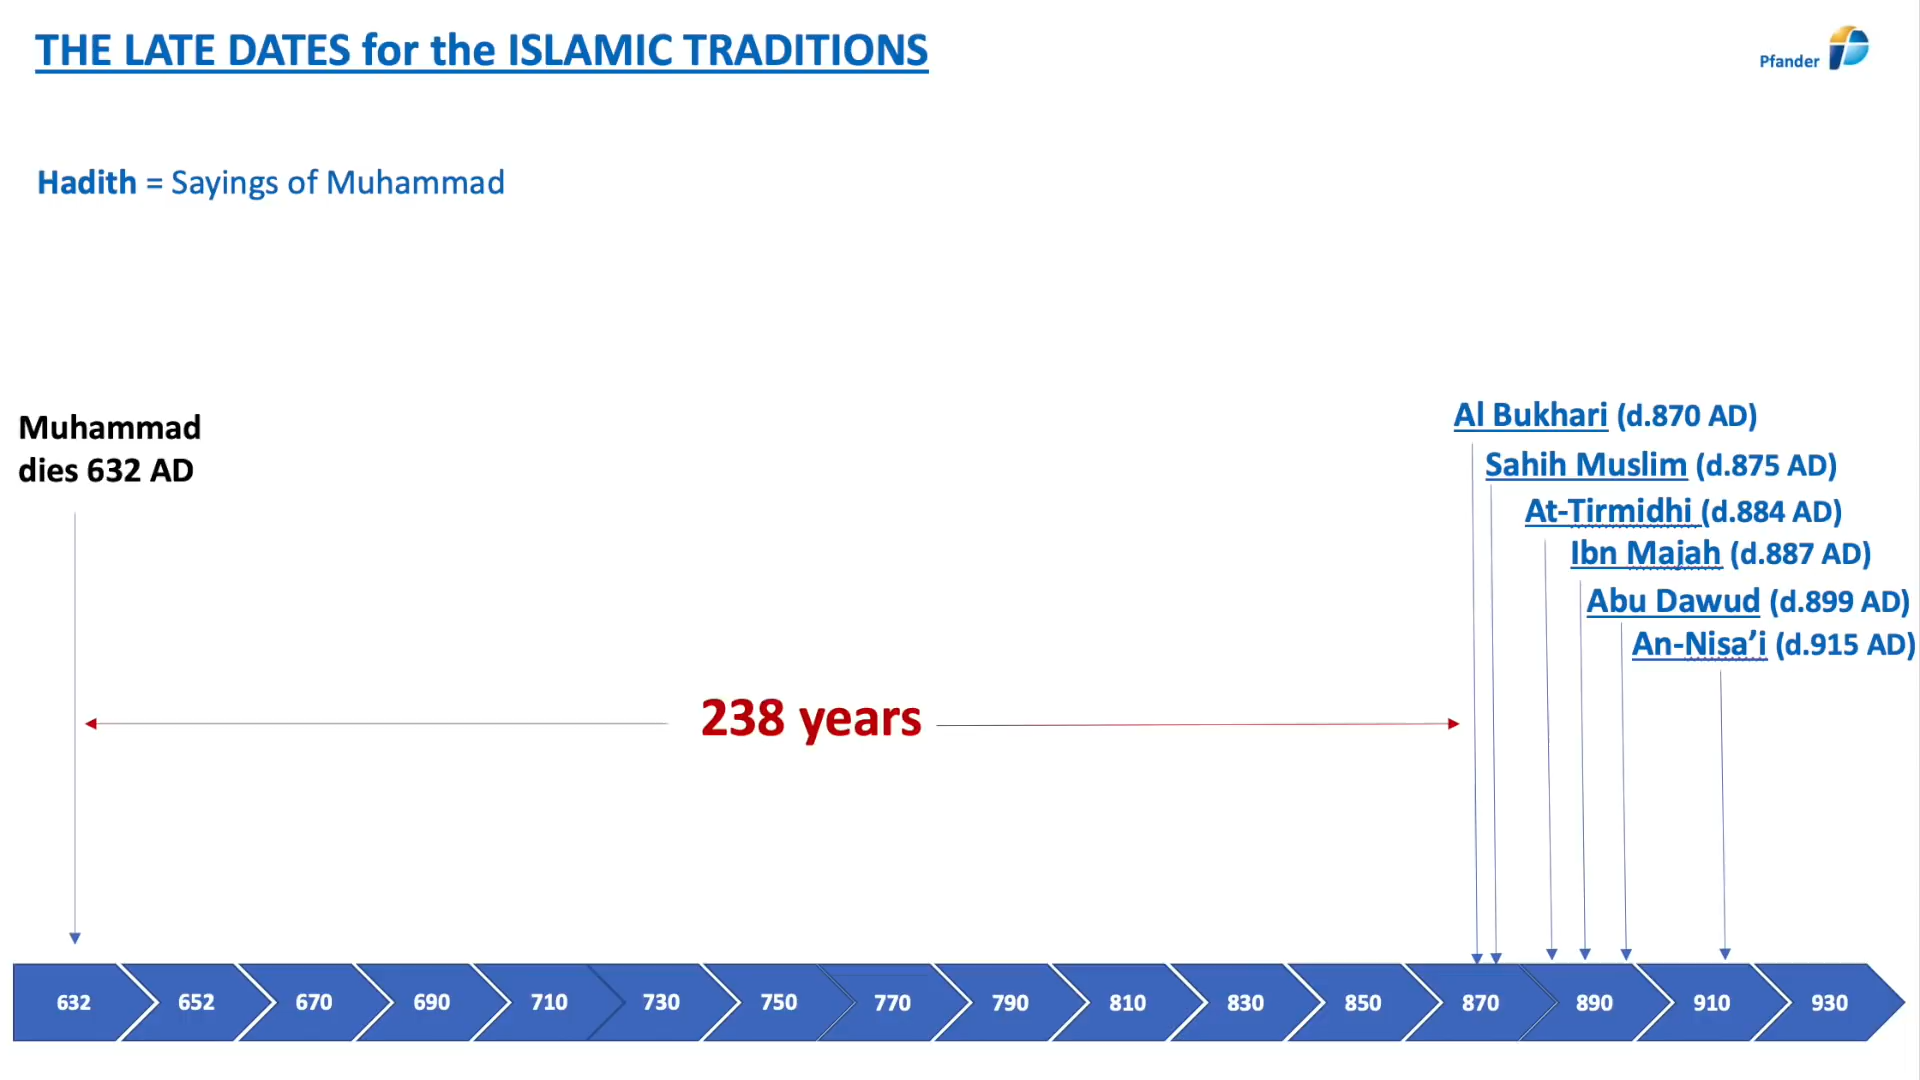 THE LATE DATES for the ISLAMIC TRADITIONS
Pfander
Hadith = Sayings of Muhammad
Muhammad
dies 632 AD
Al Bukhari (d.870 AD)
Sahih Muslim (d.875 AD)
At-Tirmidhi (d.884 AD)
Ibn Majah (d.887 AD)
Abu Dawud (d.899 AD)
An-Nisa’i (d.915 AD)
238 years
632 652 670 690 710 730 750 770 790 810 830 850 870 890 910 930